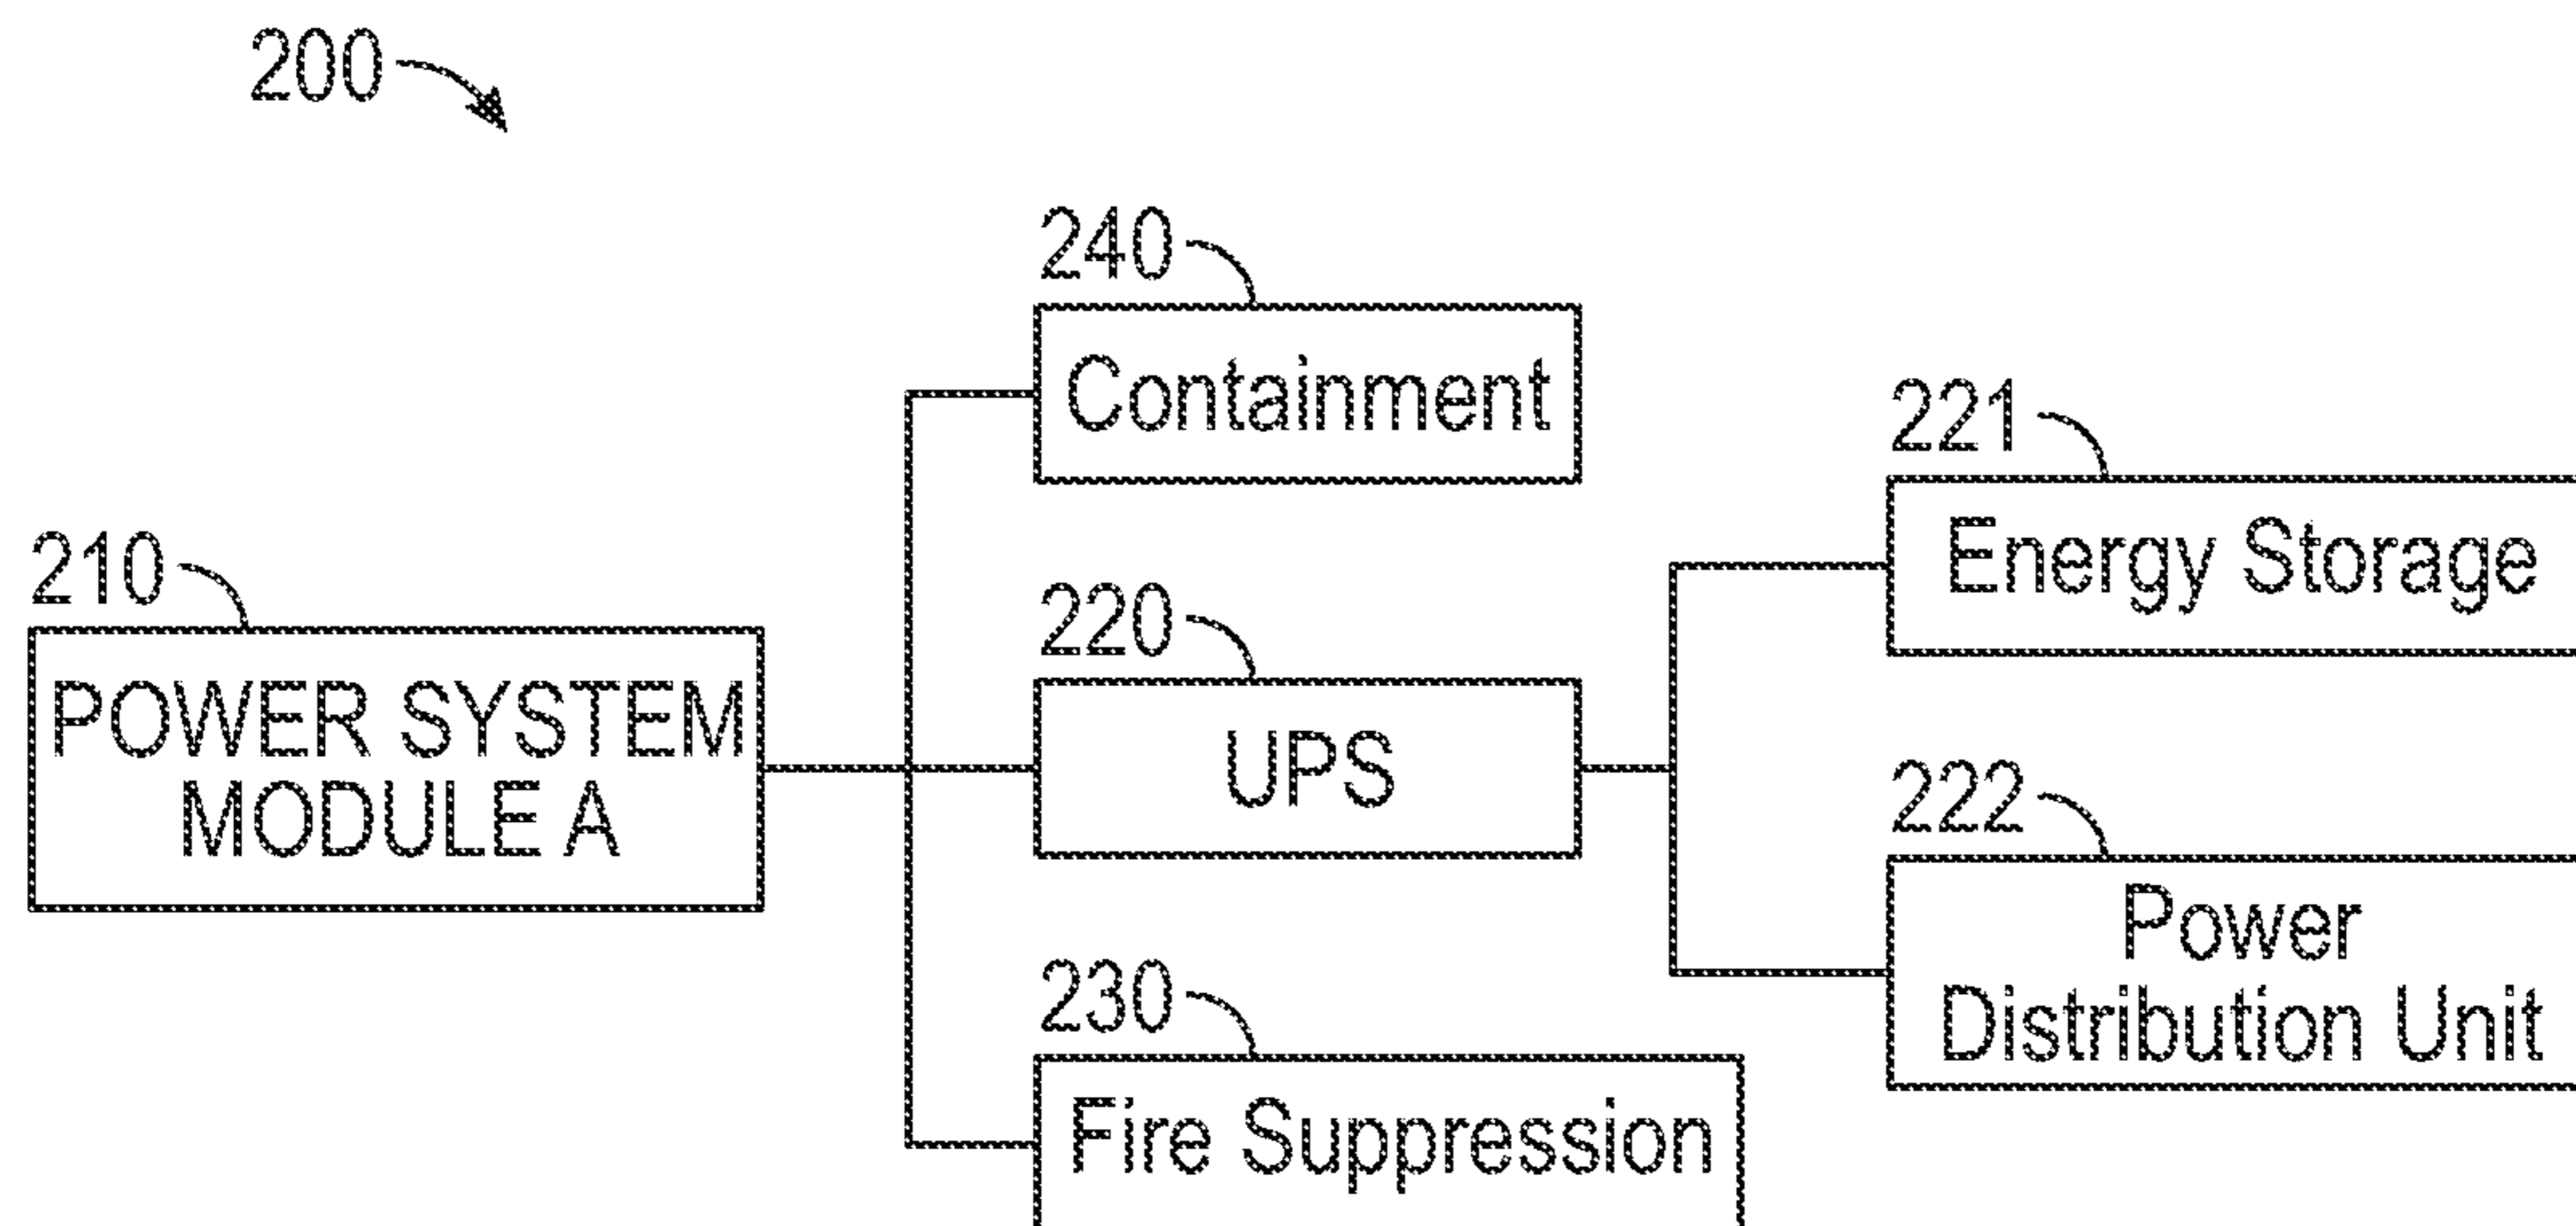 200
240
Containment
221
Energy Storage
210
POWER SYSTEM
MODULE A
220
UPS
222
Power
Distribution Unit
230
Fire Suppression